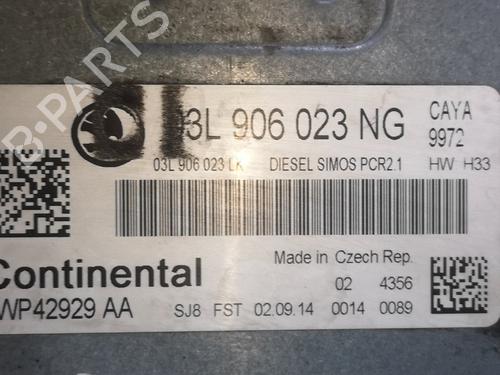 B-PARTS
03L 906 023 NG
CAYA
9972
03L 906 023 LK DIESEL SIMOS PCR2.1 HW H33
Continental
Made in Czech Rep.
02 4356
WP42929 AA SJ8 FST 02.09.14 0014 0089